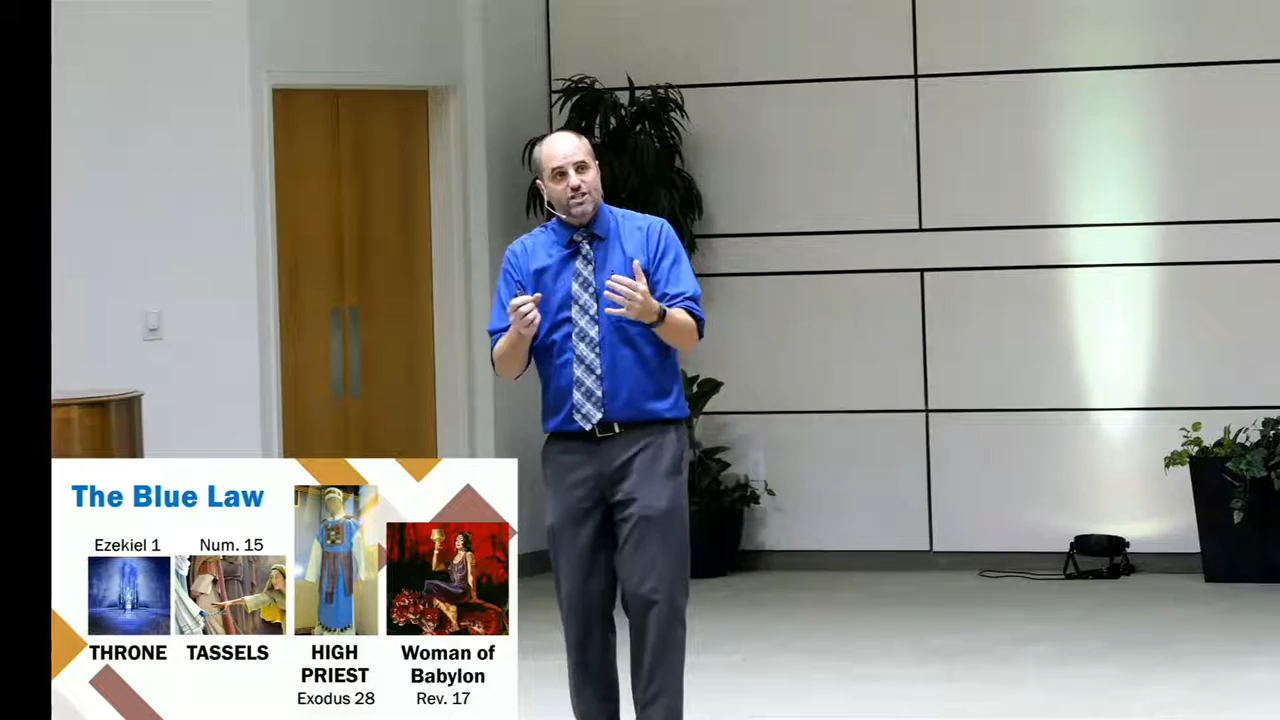 The Blue Law
Ezekiel 1
Num. 15
THRONE
TASSELS
HIGH
PRIEST
Exodus 28
Woman of
Babylon
Rev. 17